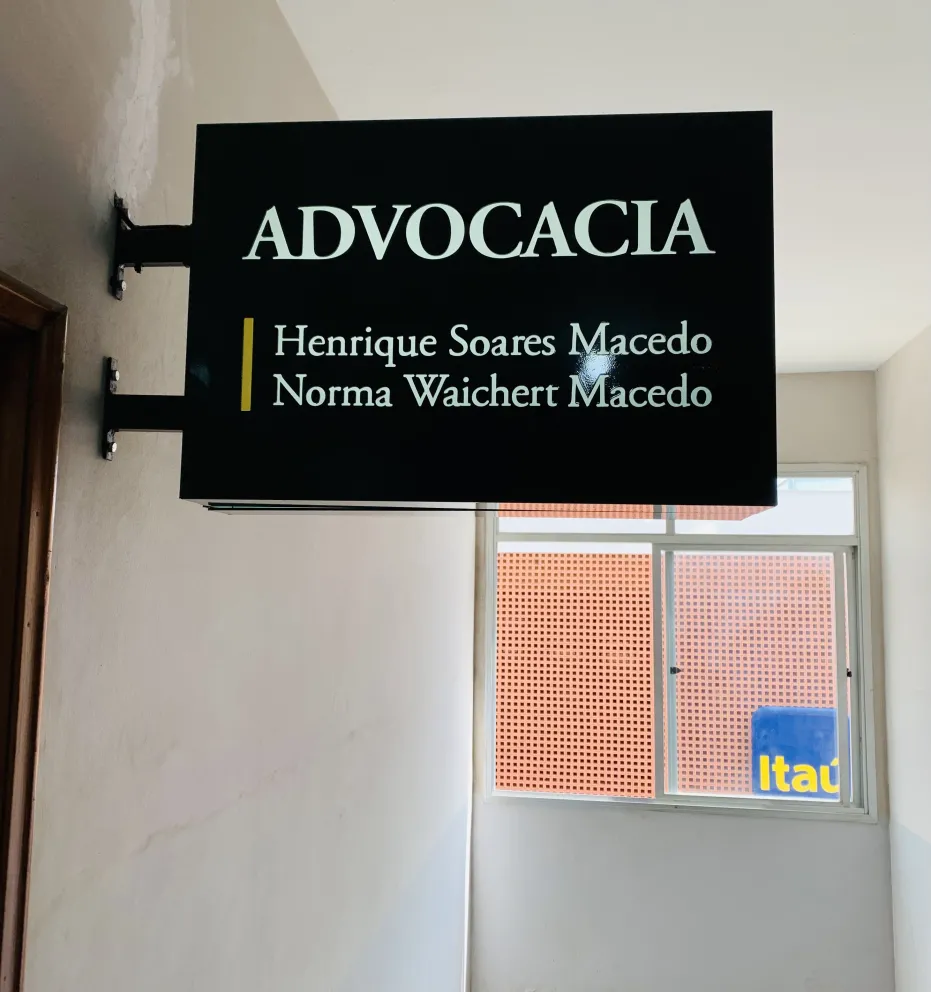 ADVOCACIA
Henrique Soares Macedo
Norma Waichert Macedo
Itaú